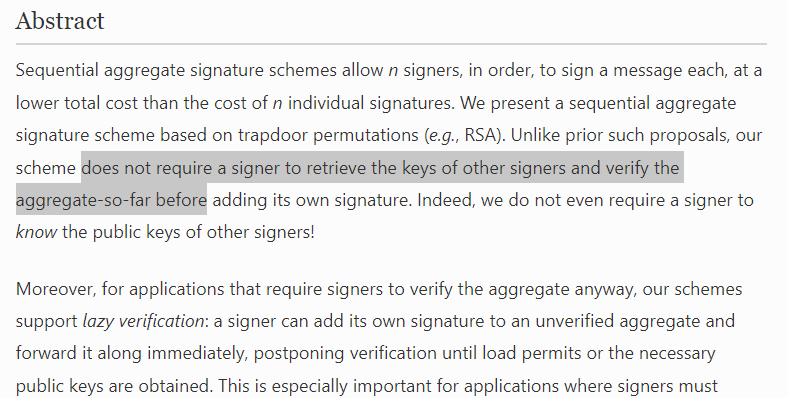 Abstract
Sequential aggregate signature schemes allow n signers, in order, to sign a message each, at a
lower total cost than the cost of n individual signatures. We present a sequential aggregate
signature scheme based on trapdoor permutations (e.g., RSA). Unlike prior such proposals, our
scheme does not require a signer to retrieve the keys of other signers and verify the
aggregate-so-far before adding its own signature. Indeed, we do not even require a signer to
know the public keys of other signers!
Moreover, for applications that require signers to verify the aggregate anyway, our schemes
support lazy verification: a signer can add its own signature to an unverified aggregate and
forward it along immediately, postponing verification until load permits or the necessary
public keys are obtained. This is especially important for applications where signers must